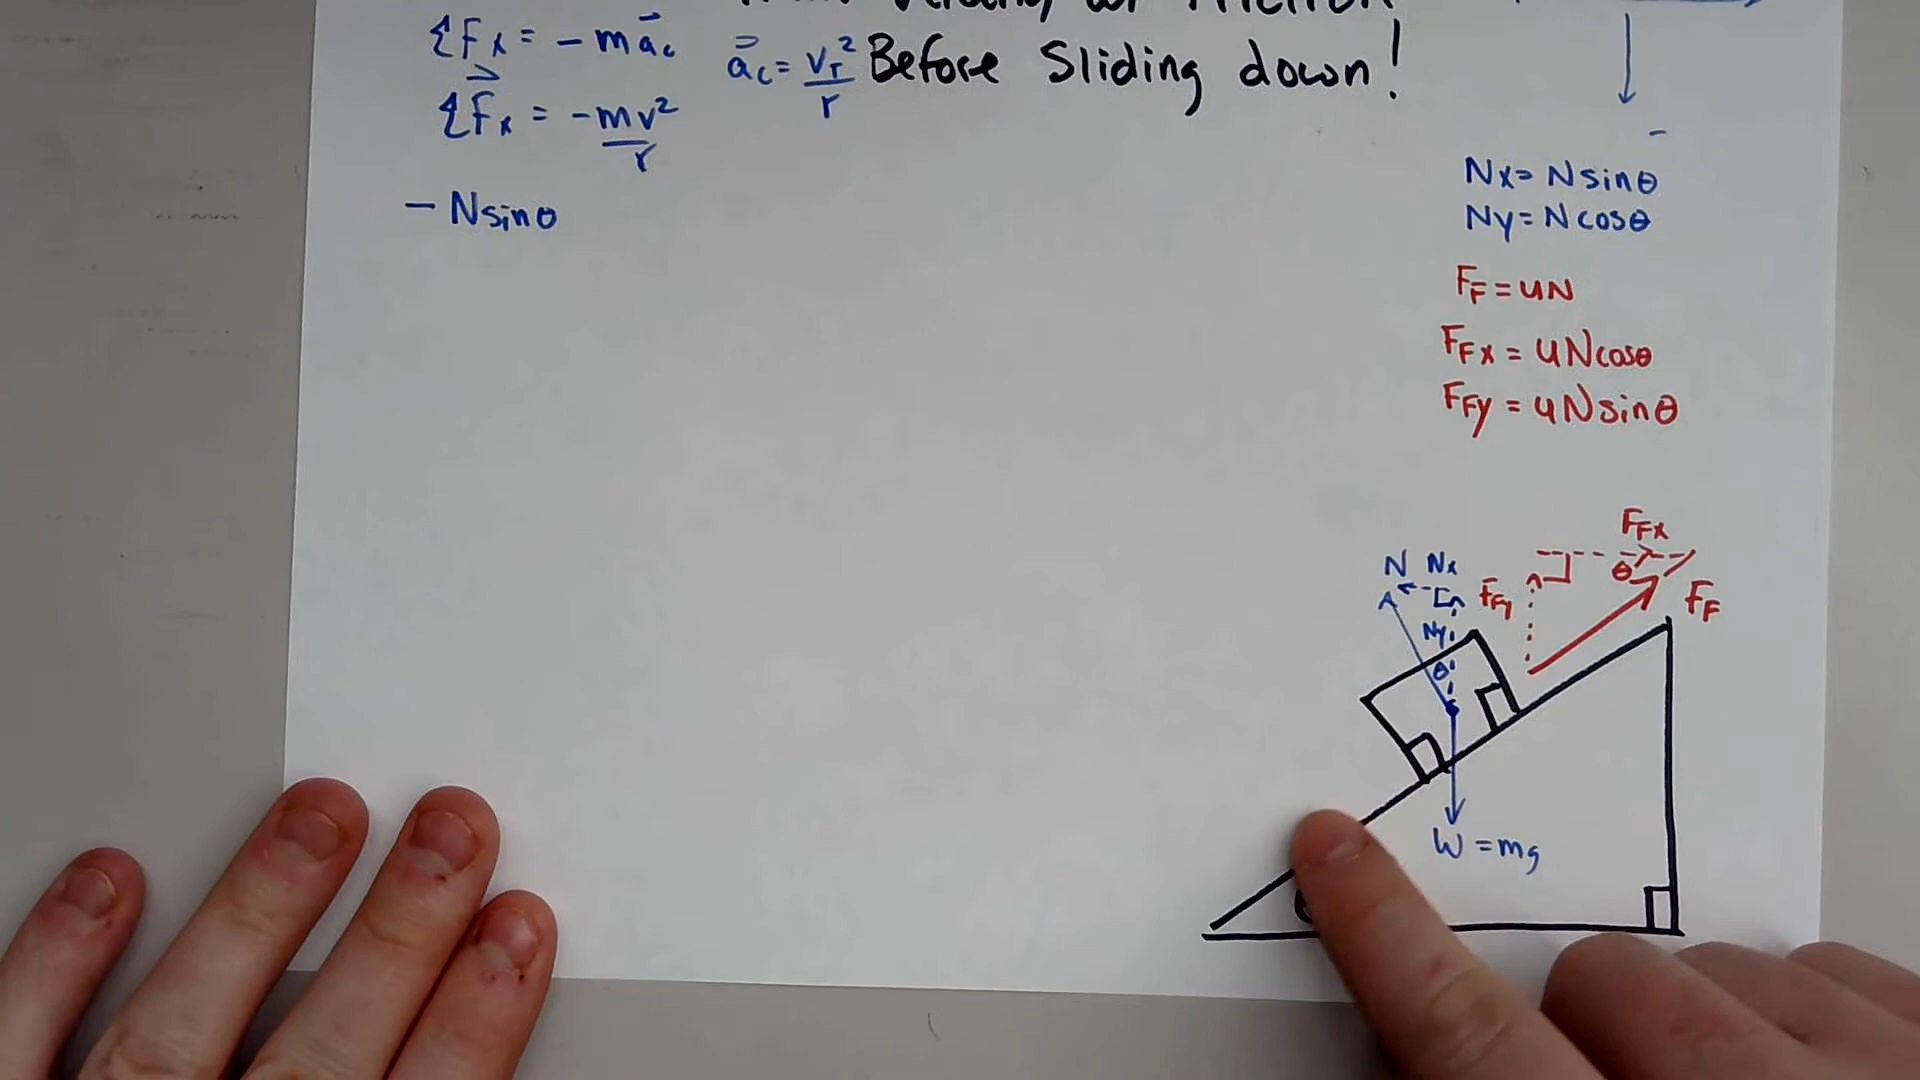 ΣFx = -mac
ac = vT²/r
Before Sliding down!
ΣFx = -mv²/r
- Nsinθ
-
Nx = Nsinθ
Ny = Ncosθ
FF = uN
FFx = uNcosθ
FFy = uNsinθ
FFx
θ
FF
FFy
N Nx
Ny
θ
W = mg